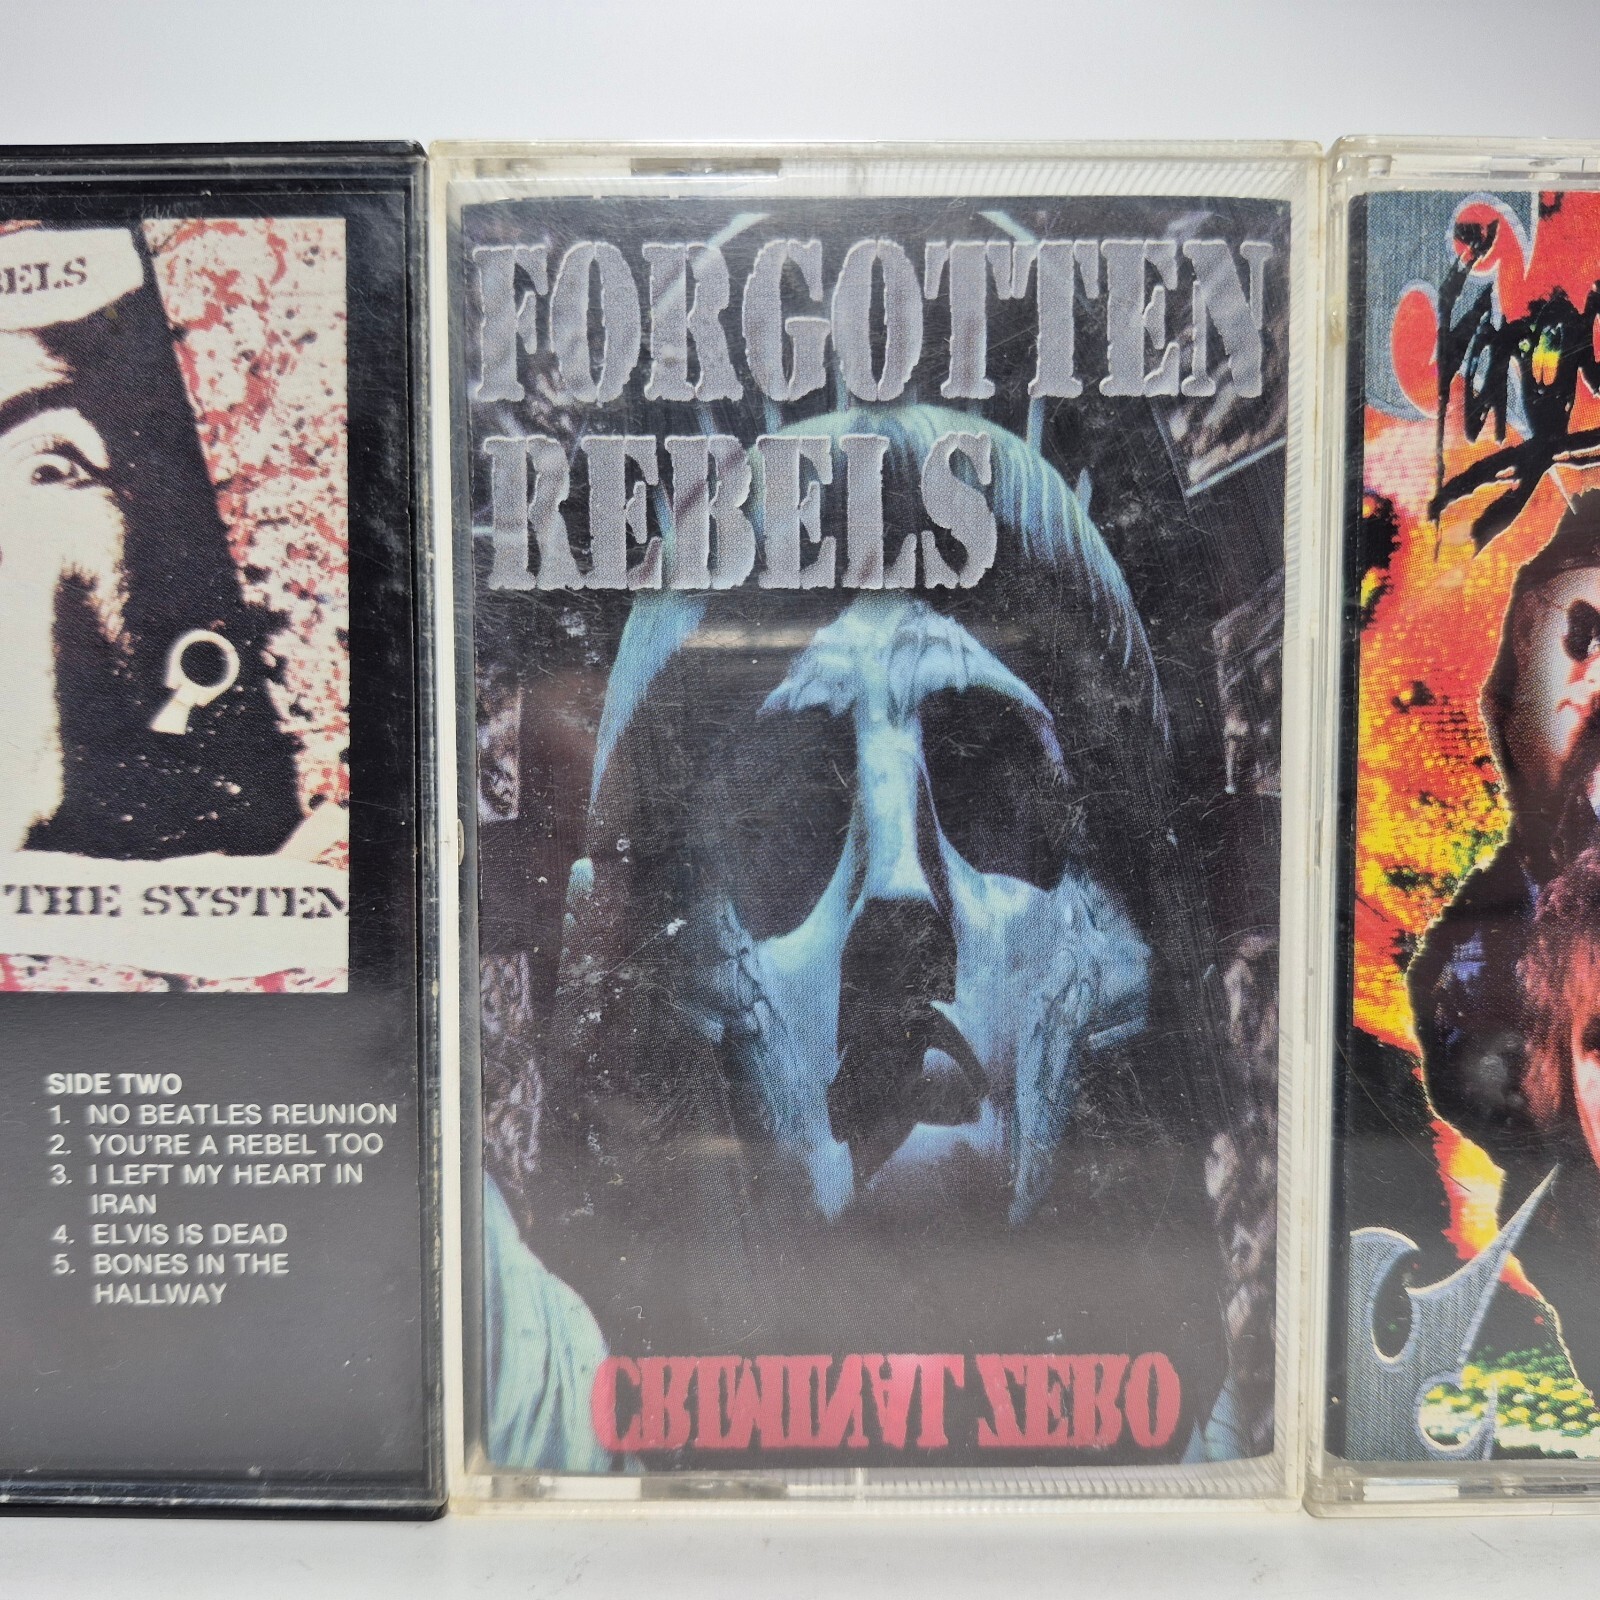 BELS
THE SYSTEM
SIDE TWO
1. NO BEATLES REUNION
2. YOU'RE A REBEL TOO
3. I LEFT MY HEART IN
IRAN
4. ELVIS IS DEAD
5. BONES IN THE
HALLWAY
FORGOTTEN
REBELS
CRIMINAL ZERO